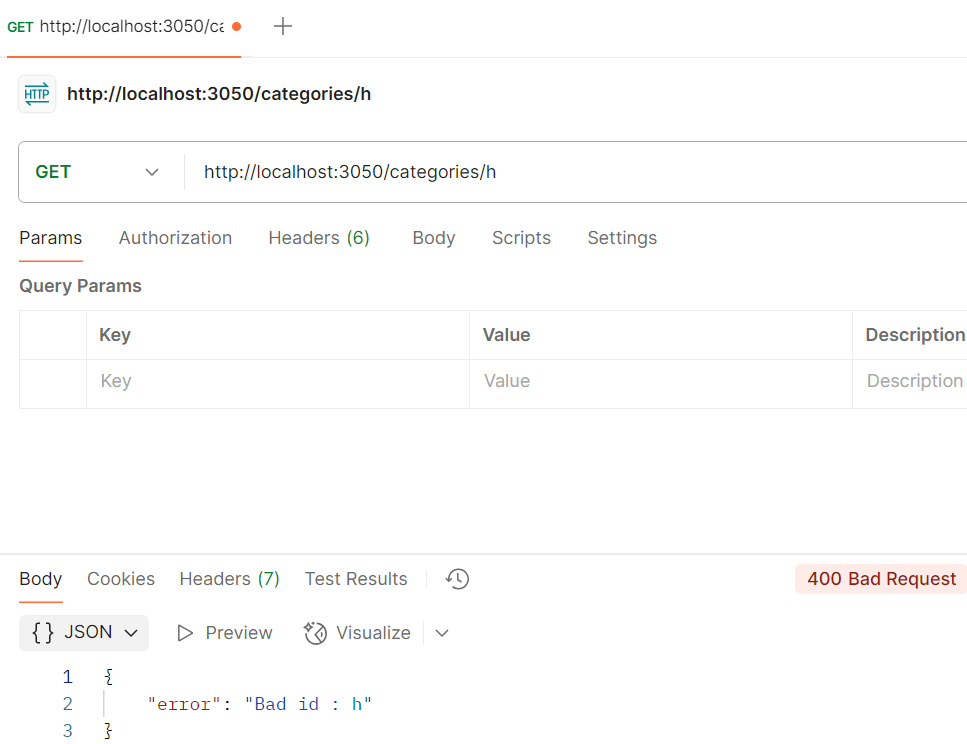 GET http://localhost:3050/ca
HTTP http://localhost:3050/categories/h
GET http://localhost:3050/categories/h
Params Authorization Headers (6) Body Scripts Settings
Query Params
Key Value Description
Key Value Description
Body Cookies Headers (7) Test Results 400 Bad Request
{} JSON Preview Visualize
1 {
2 "error": "Bad id : h"
3 }